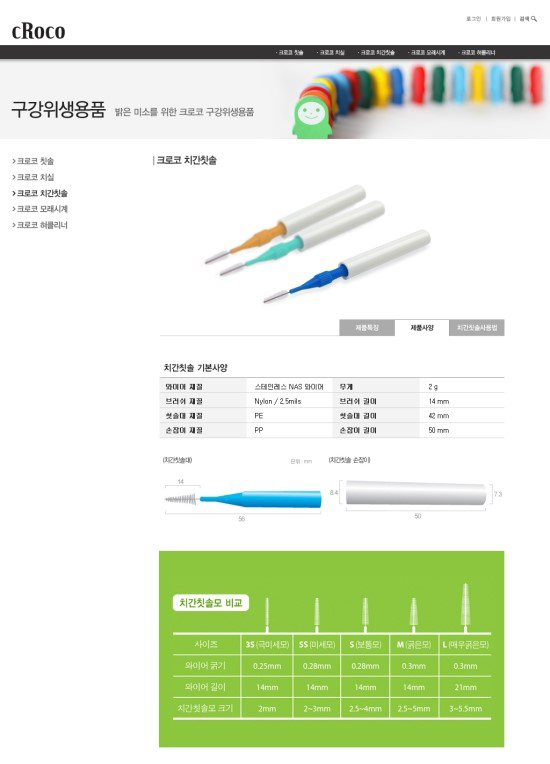 로그인 | 회원가입 | 검색
cRoco
· 크로코 칫솔 · 크로코 치실 · 크로코 치간칫솔 · 크로코 모래시계 · 크로코 혀클리너
구강위생용품 밝은 미소를 위한 크로코 구강위생용품
> 크로코 칫솔
> 크로코 치실
> 크로코 치간칫솔
> 크로코 모래시계
> 크로코 혀클리너
크로코 치간칫솔
제품특징 제품사양 치간칫솔사용법
치간칫솔 기본사양
와이어 재질 스테인레스 NAS 와이어 무게 2 g
브러쉬 재질 Nylon / 2.5mils 브러쉬 길이 14 mm
칫솔대 재질 PE 칫솔대 길이 42 mm
손잡이 재질 PP 손잡이 길이 50 mm
(치간칫솔대) 단위 : mm (치간칫솔 손잡이)
14
8.4 7.3
56 90
치간칫솔모 비교
사이즈 3S (극미세모) SS (미세모) S (보통모) M (굵은모) L (매우굵은모)
와이어 굵기 0.25mm 0.28mm 0.28mm 0.3mm 0.3mm
와이어 길이 14mm 14mm 14mm 14mm 21mm
치간칫솔모 크기 2mm 2~3mm 2.5~4mm 2.5~5mm 3~5.5mm